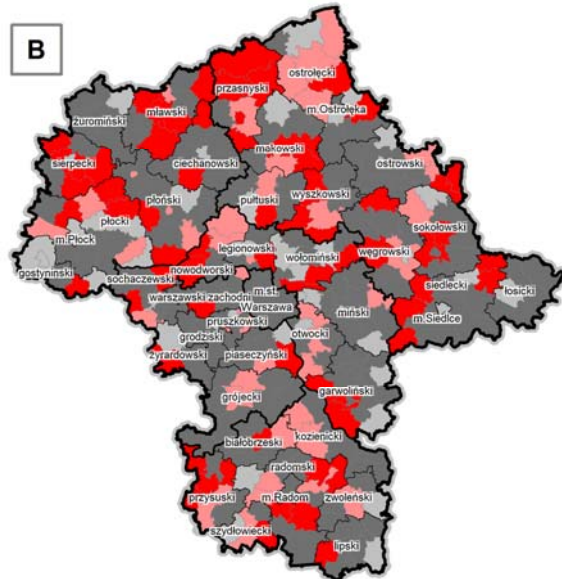 B
ostrołęcki
przasnyski
mławski
m.Ostrołęka
żuromiński
makowski
ciechanowski
ostrowski
sierpecki
pułtuski
wyszkowski
płoński
płocki
sokołowski
m.Płock
legionowski
węgrowski
wołomiński
gostyniński
nowodworski
sochaczewski
siedlecki
łosicki
warszawski zachodni
m.st.
Warszawa
miński
m.Siedlce
pruszkowski
otwocki
grodziski
żyrardowski
piaseczyński
garwoliński
grójecki
kozienicki
białobrzeski
radomski
przysuski
m.Radom
zwoleński
szydłowiecki
lipski